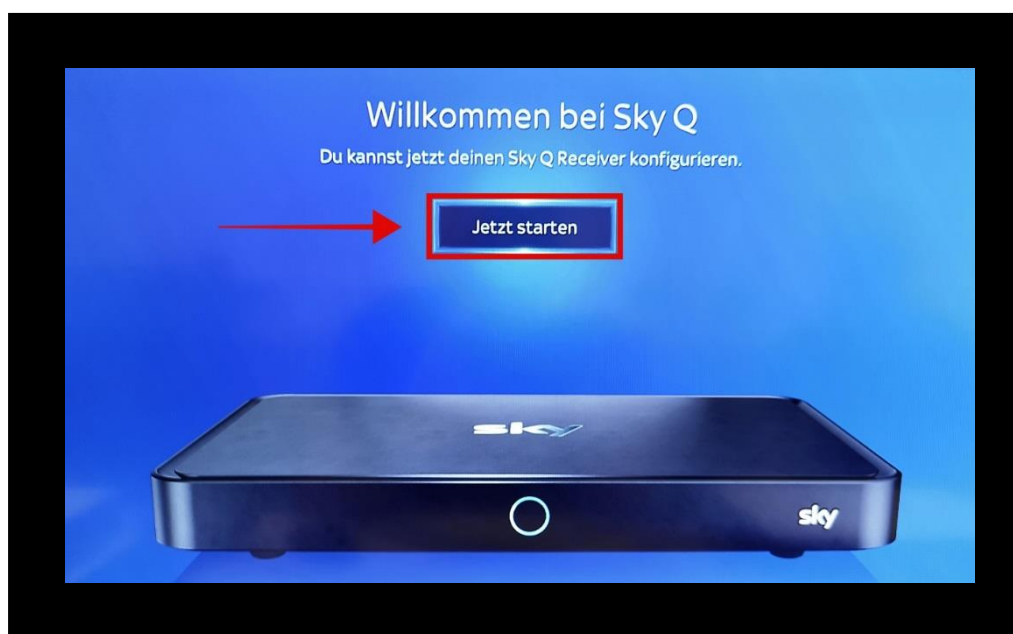 Willkommen bei Sky Q
Du kannst jetzt deinen Sky Q Receiver konfigurieren.
Jetzt starten
sky
sky